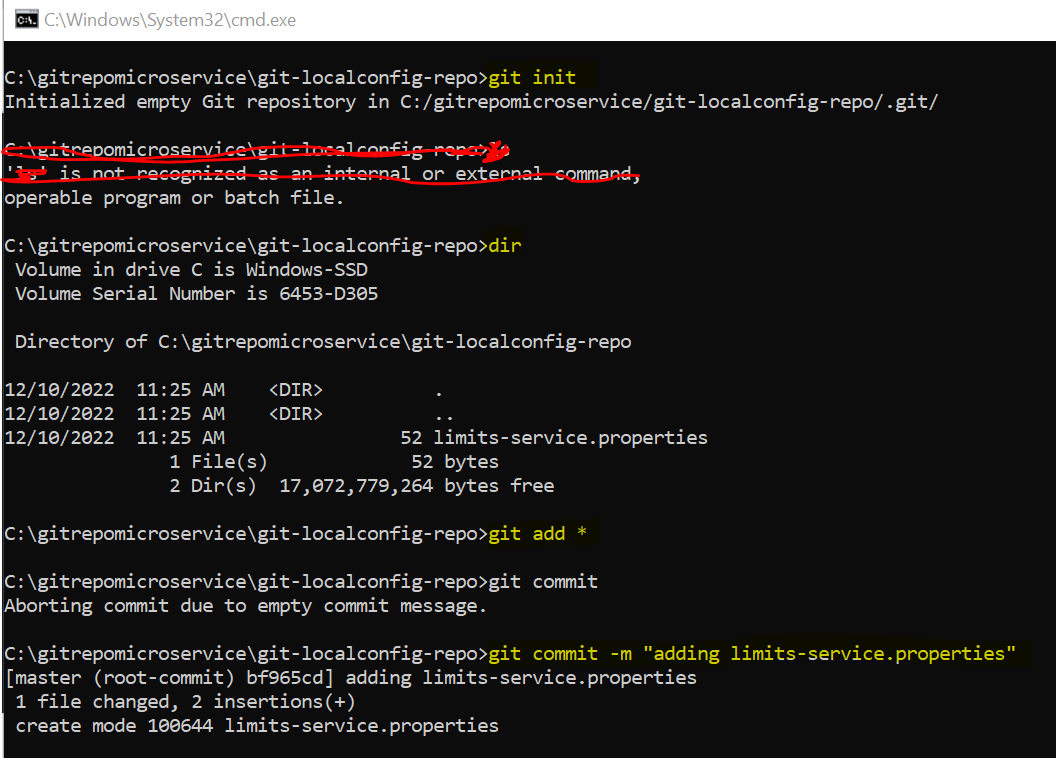 C:\Windows\System32\cmd.exe
C:\gitrepomicroservice\git-localconfig-repo>git init
Initialized empty Git repository in C:/gitrepomicroservice/git-localconfig-repo/.git/
C:\gitrepomicroservice\git-localconfig-repo>ls
'ls' is not recognized as an internal or external command,
operable program or batch file.
C:\gitrepomicroservice\git-localconfig-repo>dir
Volume in drive C is Windows-SSD
Volume Serial Number is 6453-D305
Directory of C:\gitrepomicroservice\git-localconfig-repo
12/10/2022  11:25 AM    <DIR>          .
12/10/2022  11:25 AM    <DIR>          ..
12/10/2022  11:25 AM                52 limits-service.properties
1 File(s)             52 bytes
2 Dir(s)  17,072,779,264 bytes free
C:\gitrepomicroservice\git-localconfig-repo>git add *
C:\gitrepomicroservice\git-localconfig-repo>git commit
Aborting commit due to empty commit message.
C:\gitrepomicroservice\git-localconfig-repo>git commit -m "adding limits-service.properties"
[master (root-commit) bf965cd] adding limits-service.properties
1 file changed, 2 insertions(+)
create mode 100644 limits-service.properties